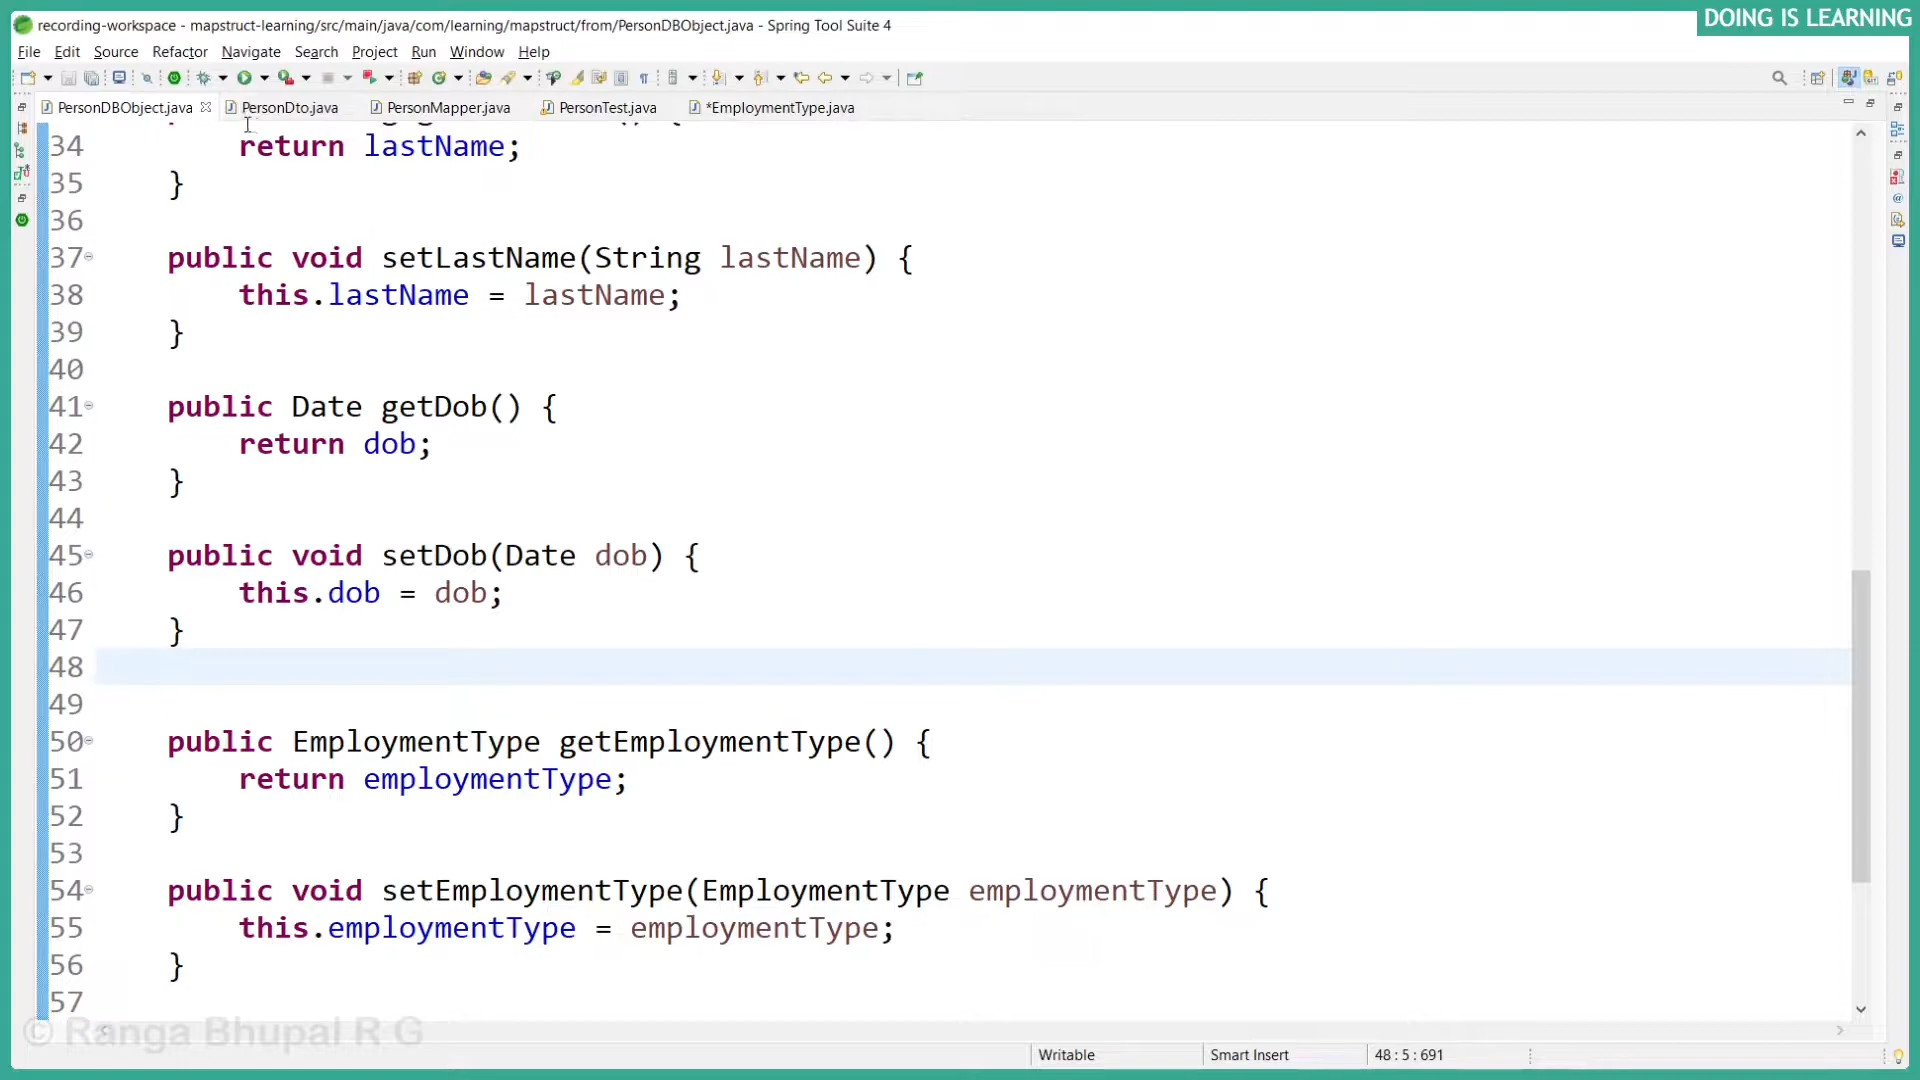 DOING IS LEARNING
recording-workspace - mapstruct-learning/src/main/java/com/learning/mapstruct/from/PersonDBObject.java - Spring Tool Suite 4
File Edit Source Refactor Navigate Search Project Run Window Help
PersonDBObject.java PersonDto.java PersonMapper.java PersonTest.java *EmploymentType.java
34 return lastName;
35 }
36
37 public void setLastName(String lastName) {
38 this.lastName = lastName;
39 }
40
41 public Date getDob() {
42 return dob;
43 }
44
45 public void setDob(Date dob) {
46 this.dob = dob;
47 }
48
49
50 public EmploymentType getEmploymentType() {
51 return employmentType;
52 }
53
54 public void setEmploymentType(EmploymentType employmentType) {
55 this.employmentType = employmentType;
56 }
57
© Ranga Bhupal R G
Writable Smart Insert 48 : 5 : 691